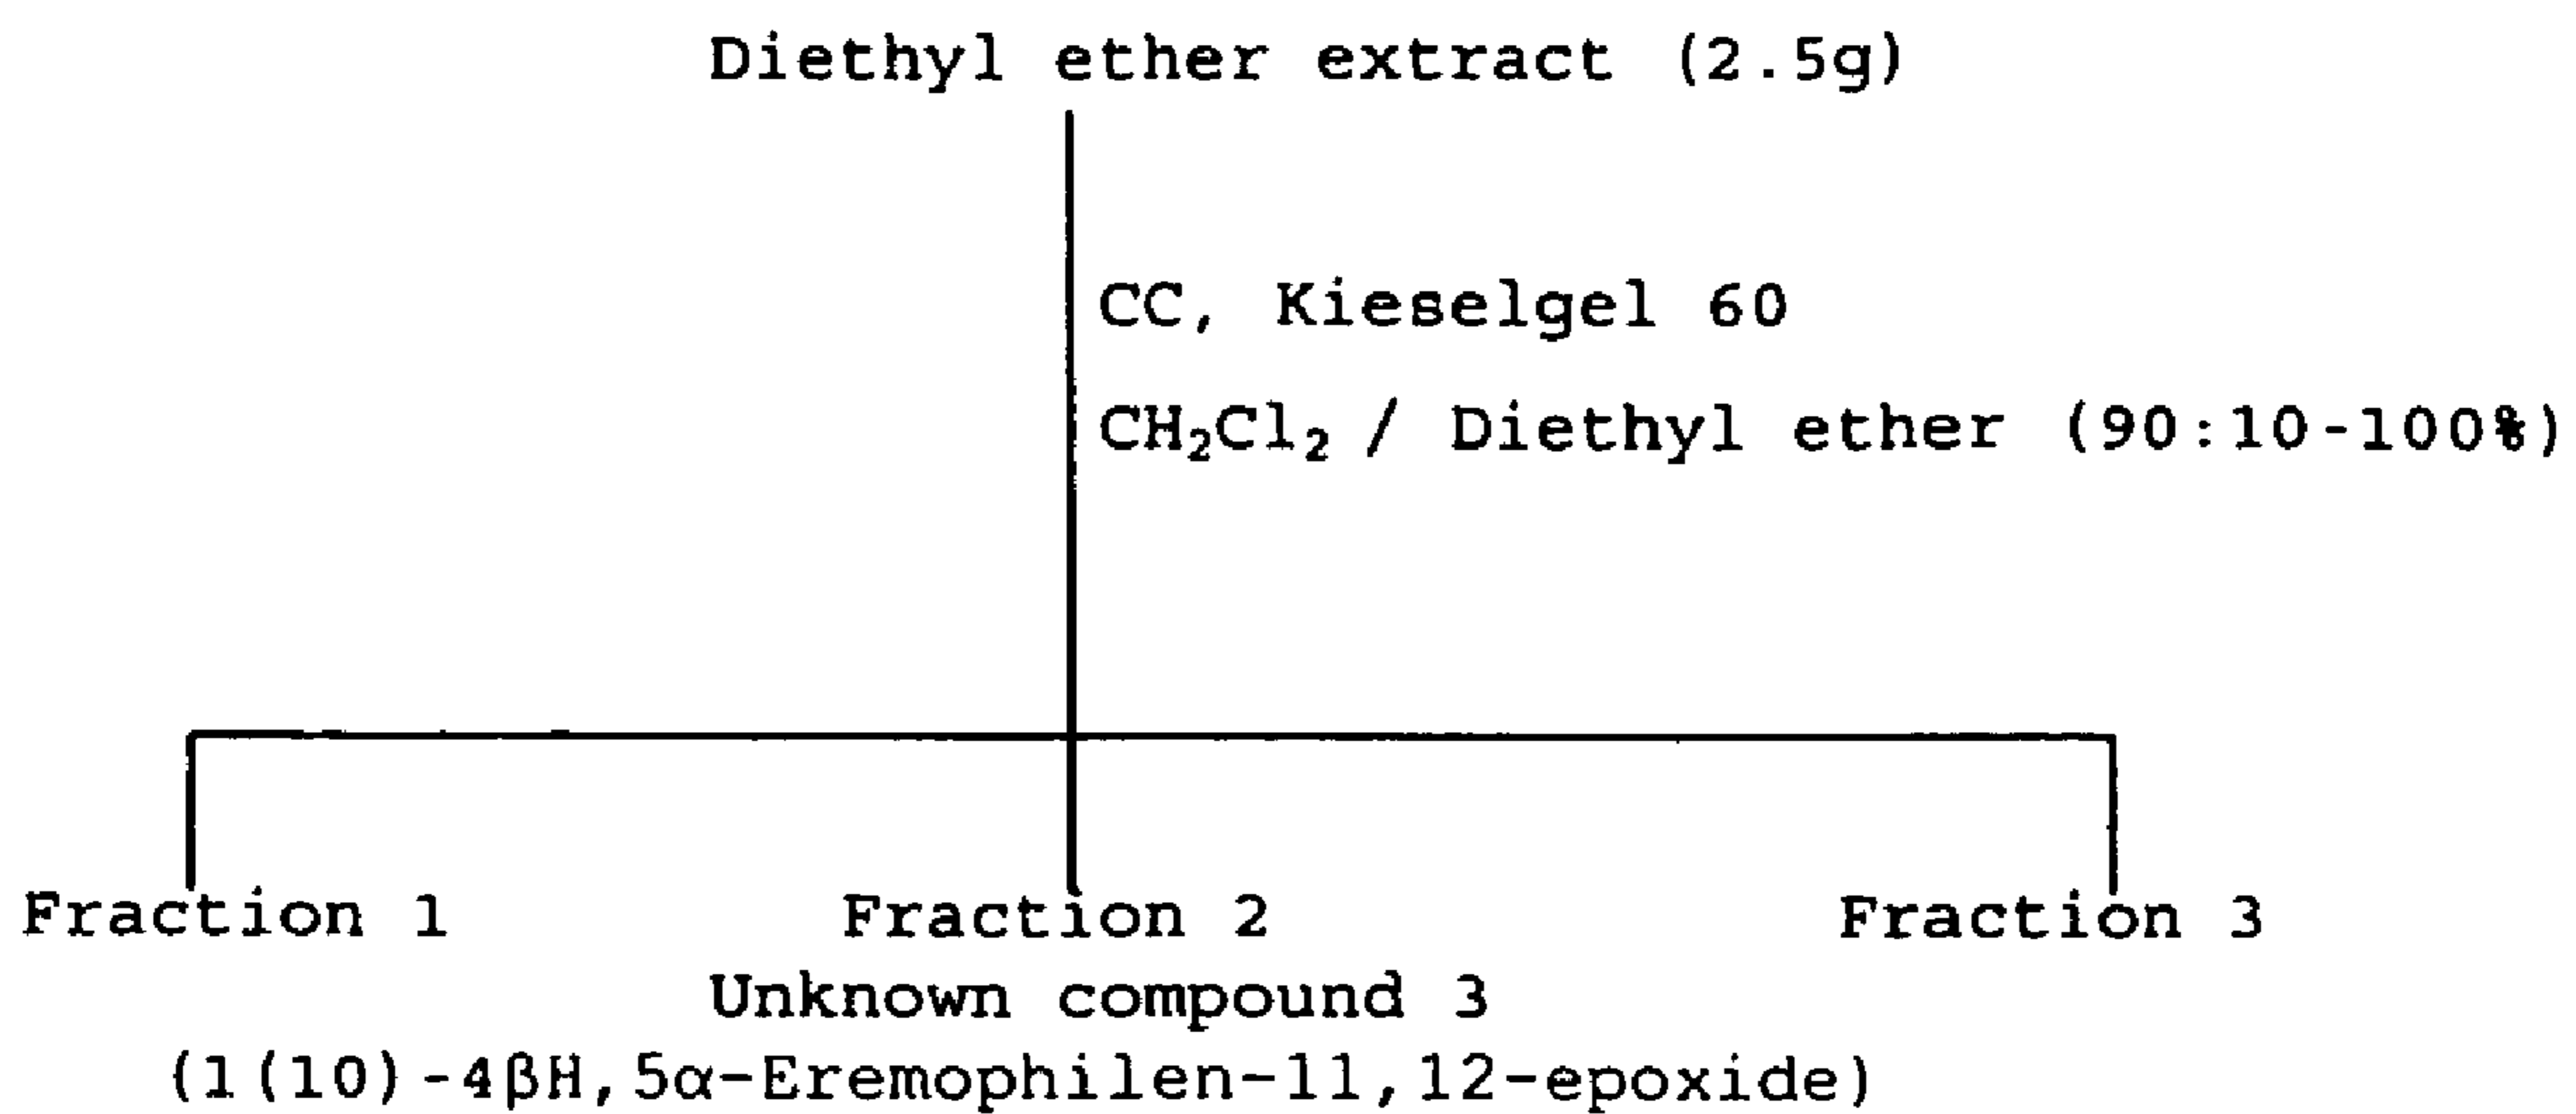 Diethyl ether extract (2.5g)
CC, Kieselgel 60
CH₂Cl₂ / Diethyl ether (90:10-100%)
Fraction 1
Fraction 2
Fraction 3
Unknown compound 3
(1(10)-4βH,5α-Eremophilen-11,12-epoxide)